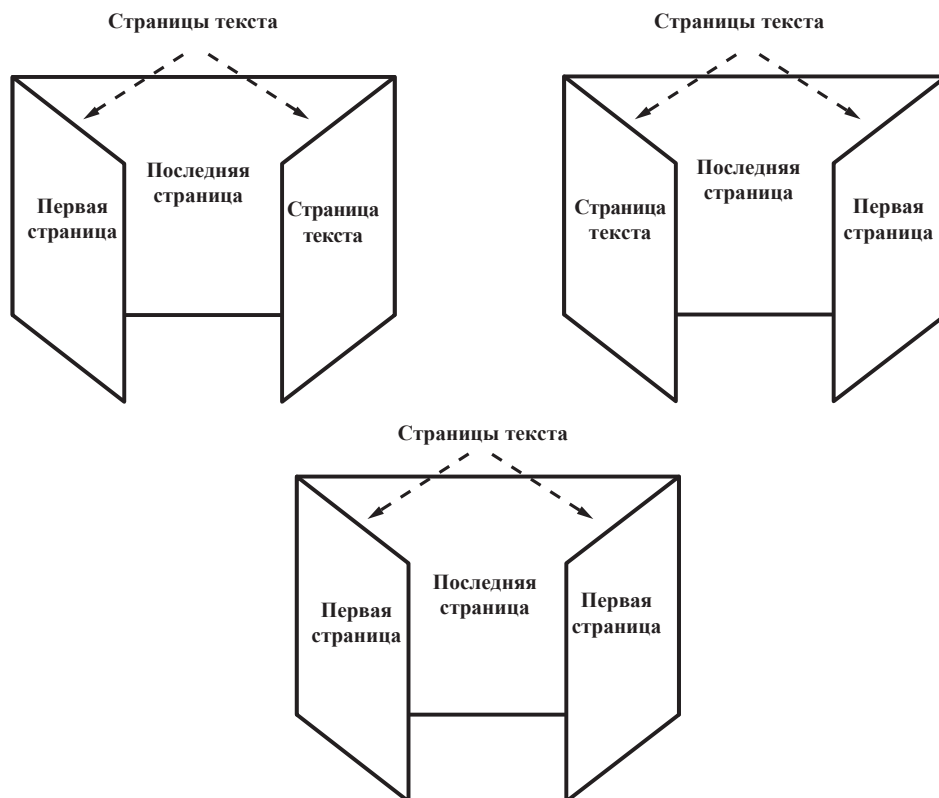 Страницы текста
Первая
страница
Последняя
страница
Страница
текста
Страницы текста
Страница
текста
Последняя
страница
Первая
страница
Страницы текста
Первая
страница
Последняя
страница
Первая
страница